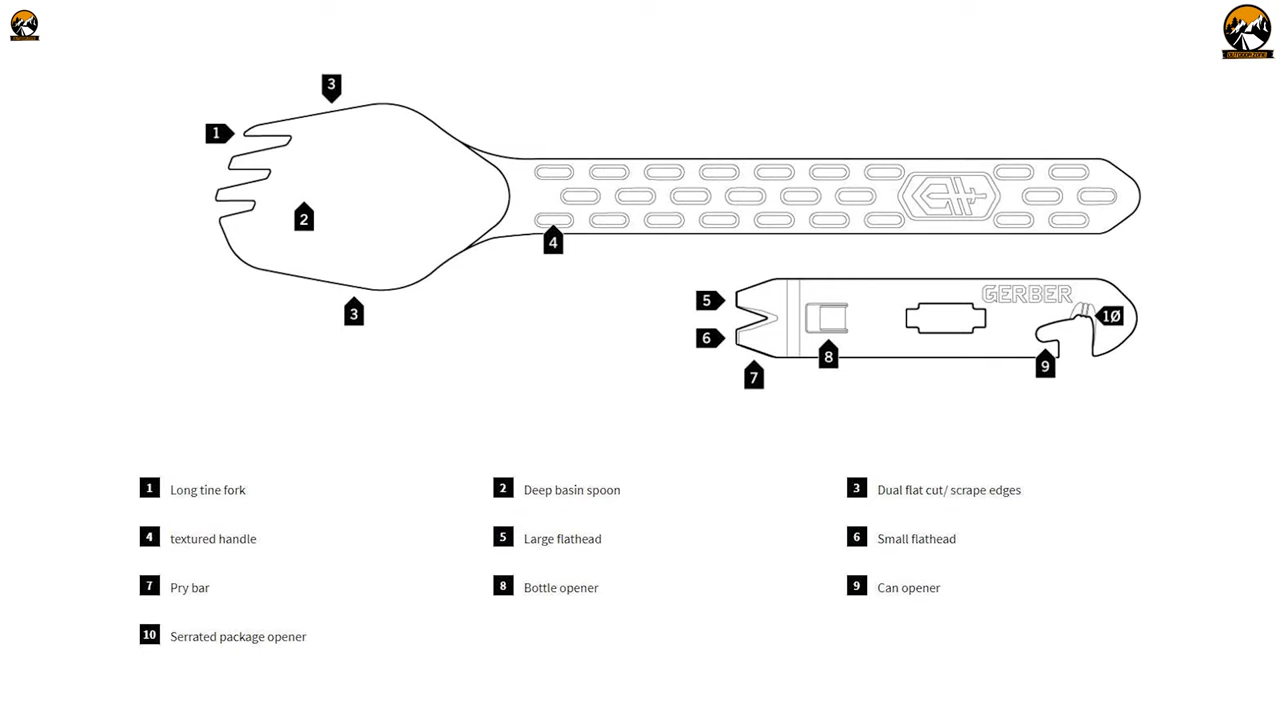 OUTDOORZONE
3
1
2
4
3
GERBER
5
10
6
8
9
7
1 Long tine fork
2 Deep basin spoon
3 Dual flat cut/ scrape edges
4 textured handle
5 Large flathead
6 Small flathead
7 Pry bar
8 Bottle opener
9 Can opener
10 Serrated package opener